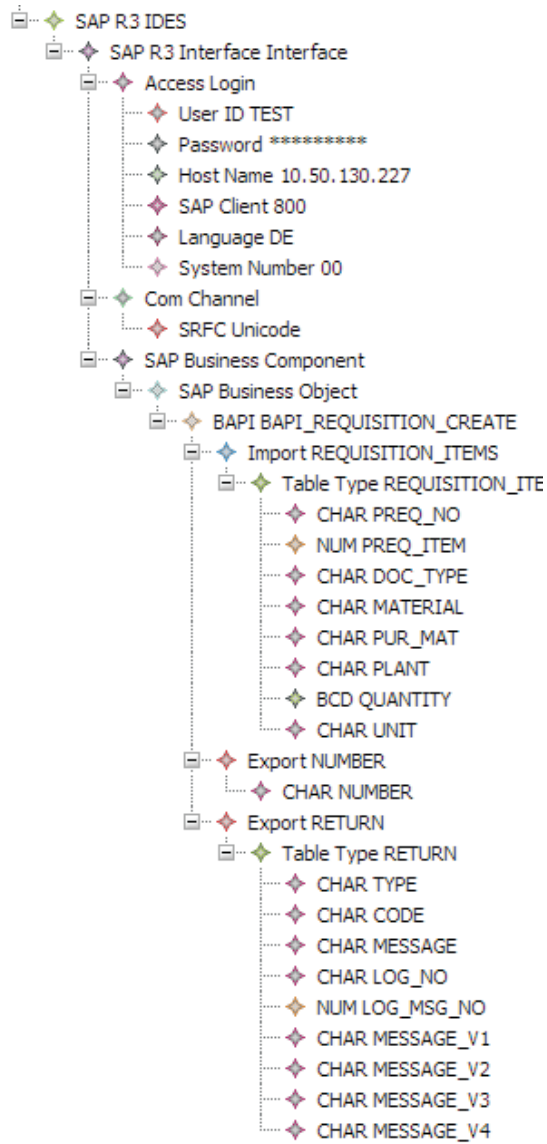 SAP R3 IDES
SAP R3 Interface Interface
Access Login
User ID TEST
Password *********
Host Name 10.50.130.227
SAP Client 800
Language DE
System Number 00
Com Channel
SRFC Unicode
SAP Business Component
SAP Business Object
BAPI BAPI_REQUISITION_CREATE
Import REQUISITION_ITEMS
Table Type REQUISITION_ITE
CHAR PREQ_NO
NUM PREQ_ITEM
CHAR DOC_TYPE
CHAR MATERIAL
CHAR PUR_MAT
CHAR PLANT
BCD QUANTITY
CHAR UNIT
Export NUMBER
CHAR NUMBER
Export RETURN
Table Type RETURN
CHAR TYPE
CHAR CODE
CHAR MESSAGE
CHAR LOG_NO
NUM LOG_MSG_NO
CHAR MESSAGE_V1
CHAR MESSAGE_V2
CHAR MESSAGE_V3
CHAR MESSAGE_V4